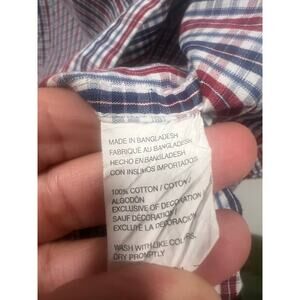 MADE IN BANGLADESH
FABRIQUÉ AU BANGLADESH
HECHO EN BANGLADESH
CON INSUMOS IMPORTADOS
100% COTTON / COTON /
ALGODÓN
EXCLUSIVE OF DECORATION
SAUF DÉCORATION /
EXCLUYE LA DECORACIÓN
WASH WITH LIKE COLORS.
DRY PROMPTLY